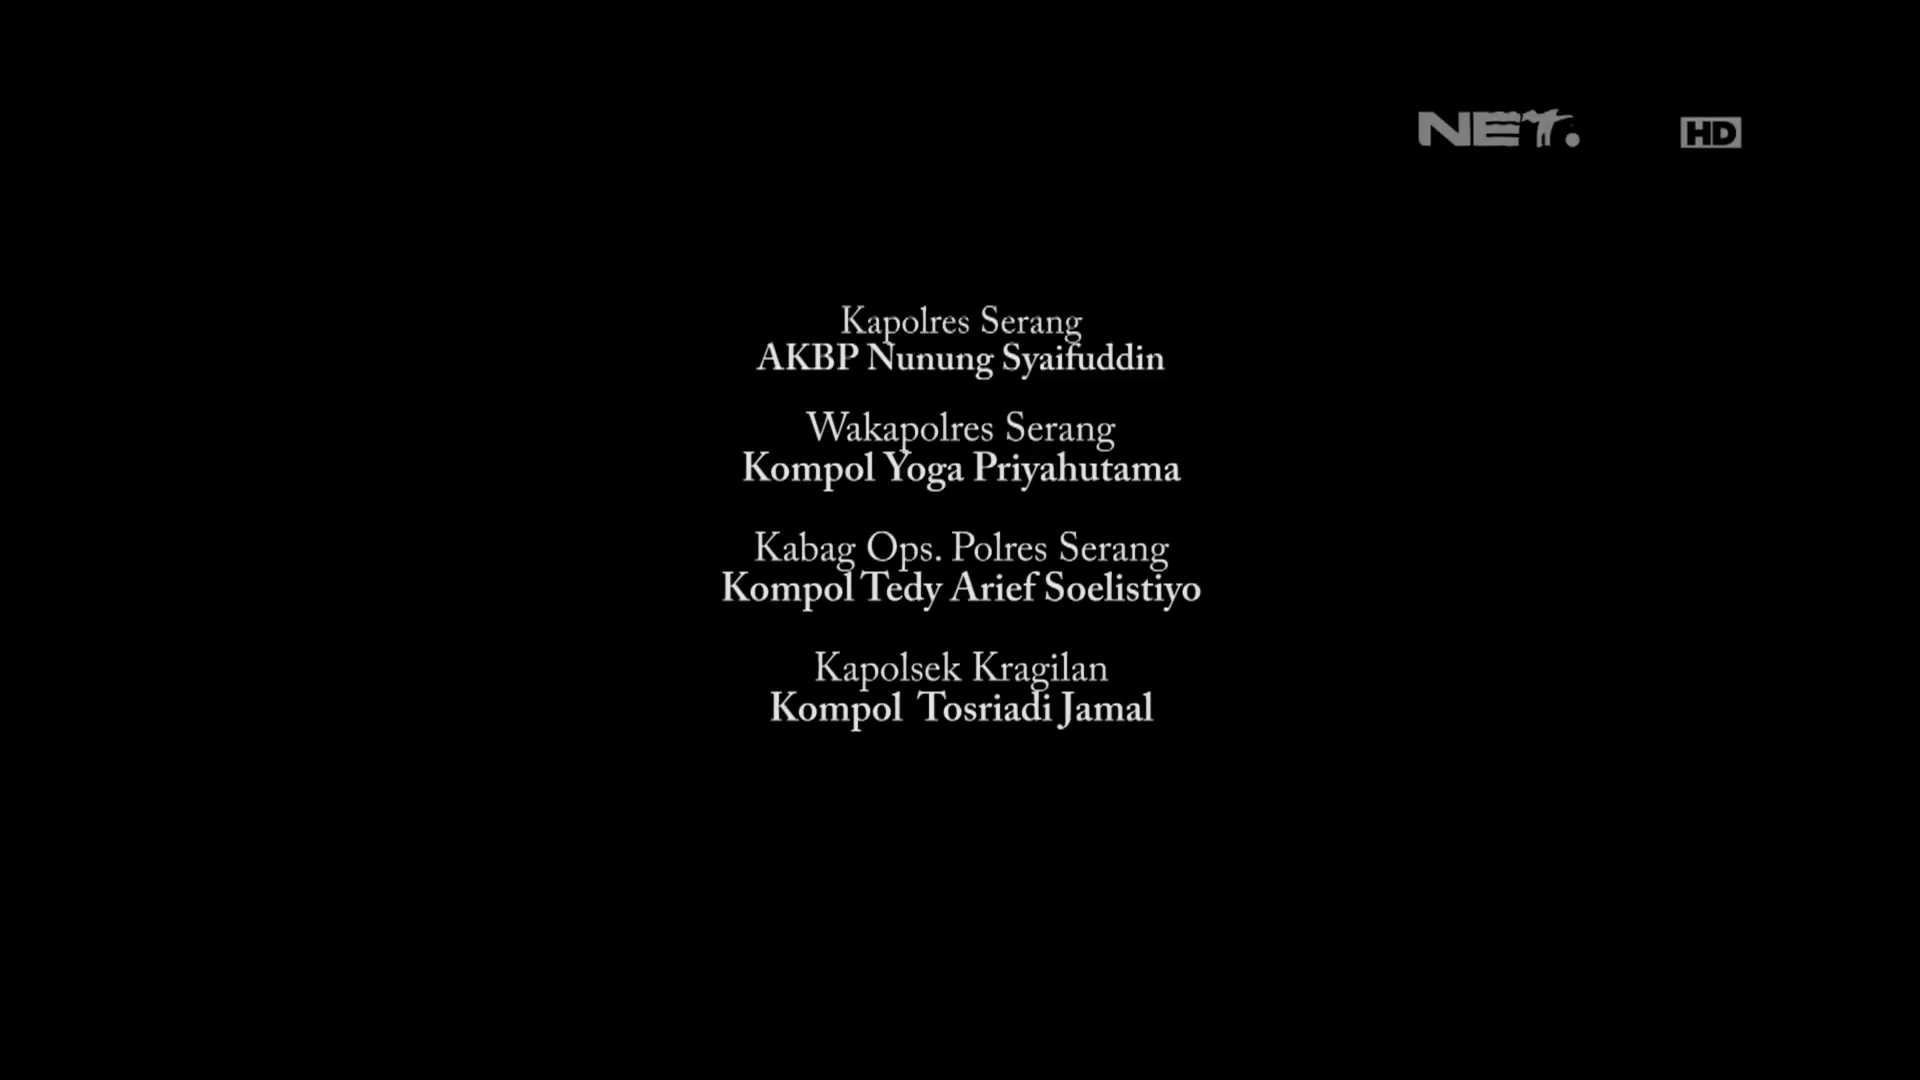 NET.
HD
Kapolres Serang
AKBP Nunung Syaifuddin
Wakapolres Serang
Kompol Yoga Priyahutama
Kabag Ops. Polres Serang
Kompol Tedy Arief Soelistiyo
Kapolsek Kragilan
Kompol Tosriadi Jamal